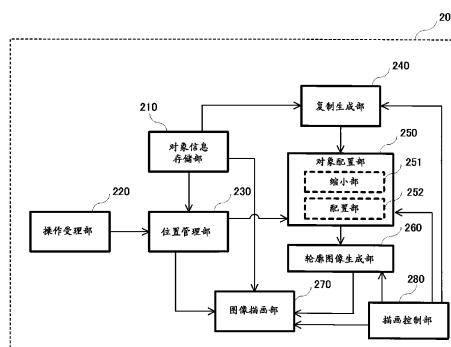 20
240
复制生成部
210
对象信息
存储部
250
对象配置部
251
缩小部
252
配置部
220
操作受理部
230
位置管理部
260
轮廓图像生成部
270
图像描画部
280
描画控制部